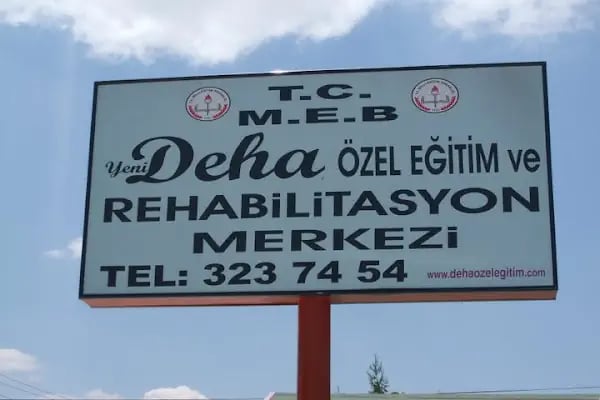 T.C.
M.E.B
Yeni Deha ÖZEL EĞİTİM ve
REHABİLİTASYON
MERKEZİ
TEL: 323 74 54 www.dehaozelegitim.com